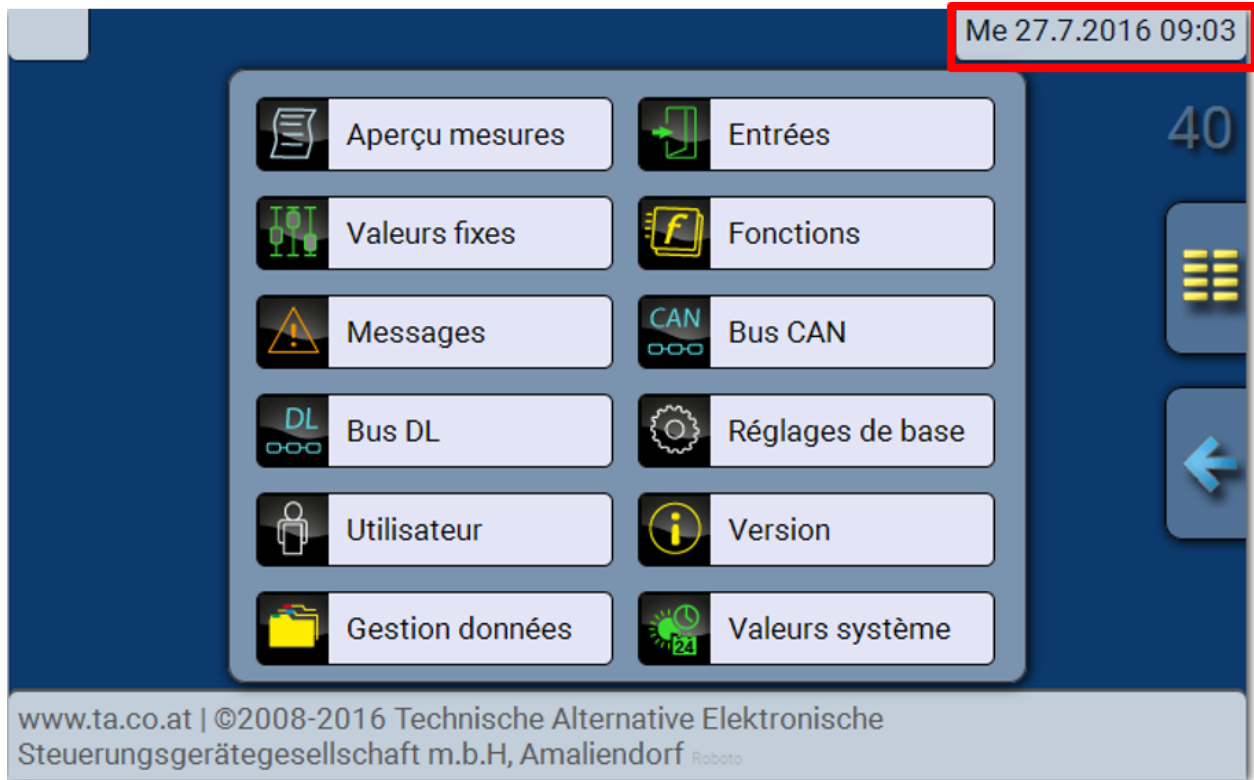 Me 27.7.2016 09:03
40
Aperçu mesures
Entrées
Valeurs fixes
f
Fonctions
Messages
CAN
Bus CAN
DL
Bus DL
Réglages de base
Utilisateur
i
Version
Gestion données
24
Valeurs système
www.ta.co.at | ©2008-2016 Technische Alternative Elektronische
Steuerungsgerätegesellschaft m.b.H, Amaliendorf Roboto